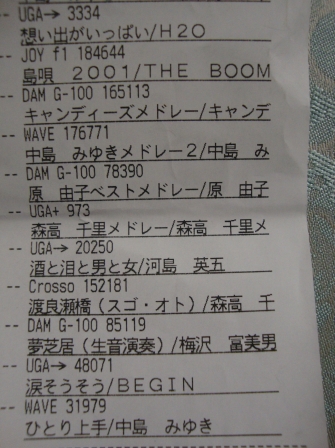 -- UGA→ 3334
想い出がいっぱい/H2O
-- JOY f1 184644
島唄 2001/THE BOOM
-- DAM G-100 165113
キャンディーズメドレー/キャンデ
-- WAVE 176771
中島 みゆきメドレー2/中島 み
-- DAM G-100 78390
原 由子ベストメドレー/原 由子
-- UGA+ 973
森高 千里メドレー/森高 千里メ
-- UGA→ 20250
酒と泪と男と女/河島 英五
-- Crosso 152181
渡良瀬橋(スゴ・オト)/森高 千
-- DAM G-100 85119
夢芝居(生音演奏)/梅沢 富美男
-- UGA→ 48071
涙そうそう/BEGIN
-- WAVE 31979
ひとり上手/中島 みゆき